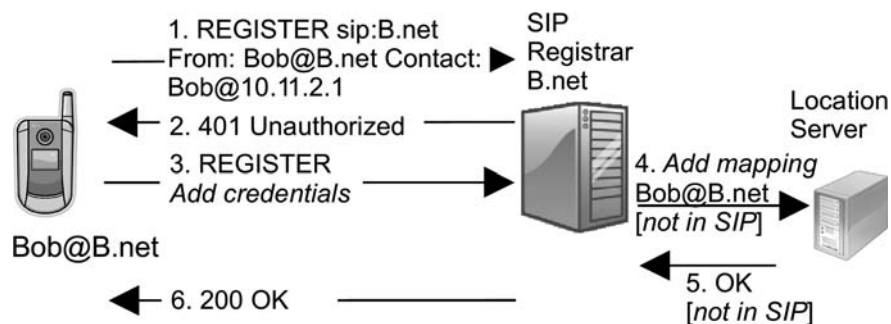 1. REGISTER sip:B.net
From: Bob@B.net Contact:
Bob@10.11.2.1
SIP
Registrar
B.net
Location
Server
2. 401 Unauthorized
3. REGISTER
Add credentials
4. Add mapping
Bob@B.net
[not in SIP]
Bob@B.net
5. OK
[not in SIP]
6. 200 OK